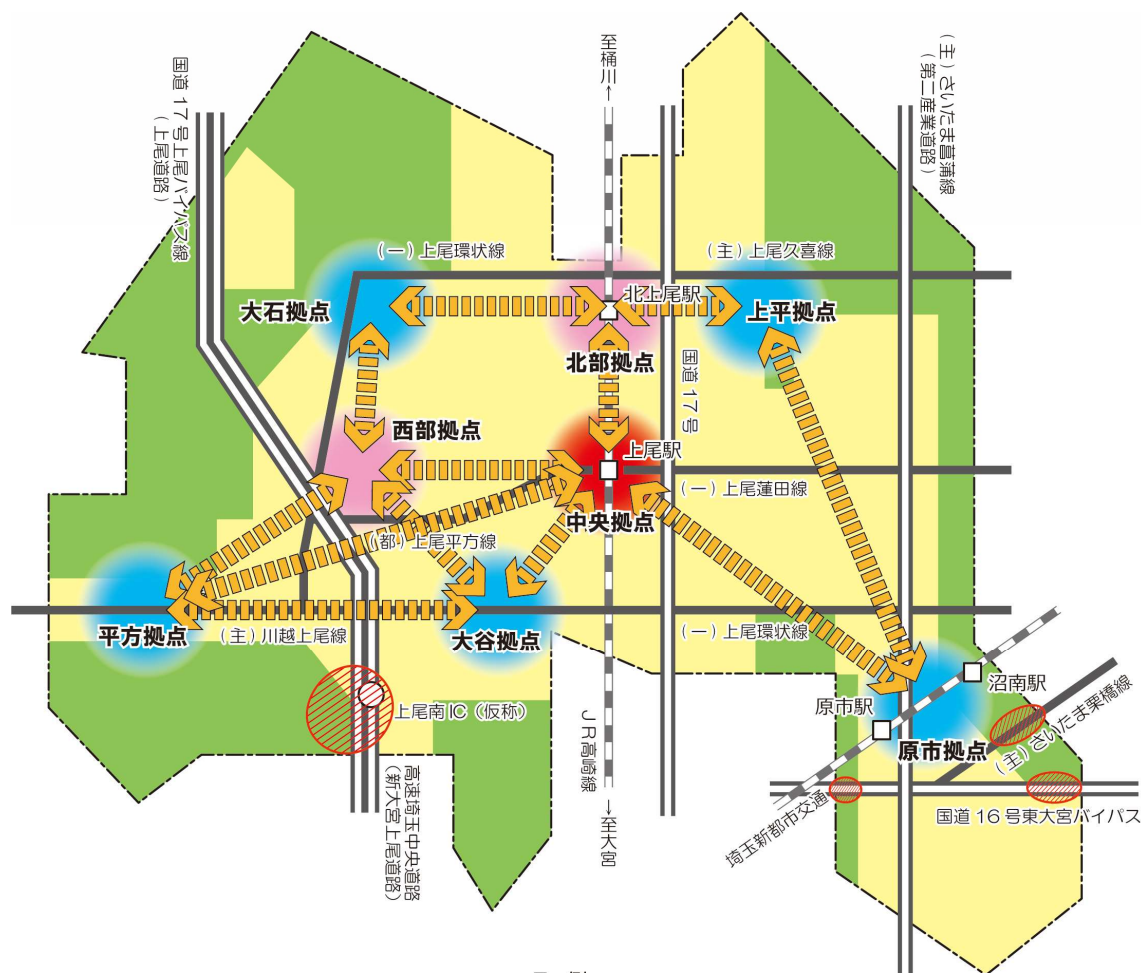 至桶川←
(主)さいたま菖蒲線
(第二産業道路)
国道17号上尾バイパス線
(上尾道路)
(一)上尾環状線
(主)上尾久喜線
大石拠点
北上尾駅
上平拠点
北部拠点
国道17号
西部拠点
上尾駅
(一)上尾蓮田線
中央拠点
(都)上尾平方線
平方拠点
(主)川越上尾線
大谷拠点
(一)上尾環状線
沼南駅
原市駅
上尾南IC(仮称)
原市拠点
(主)さいたま栗橋線
JR高崎線
→至大宮
高速埼玉中央道路
(新大宮上尾道路)
埼玉新都市交通
国道16号東大宮バイパス